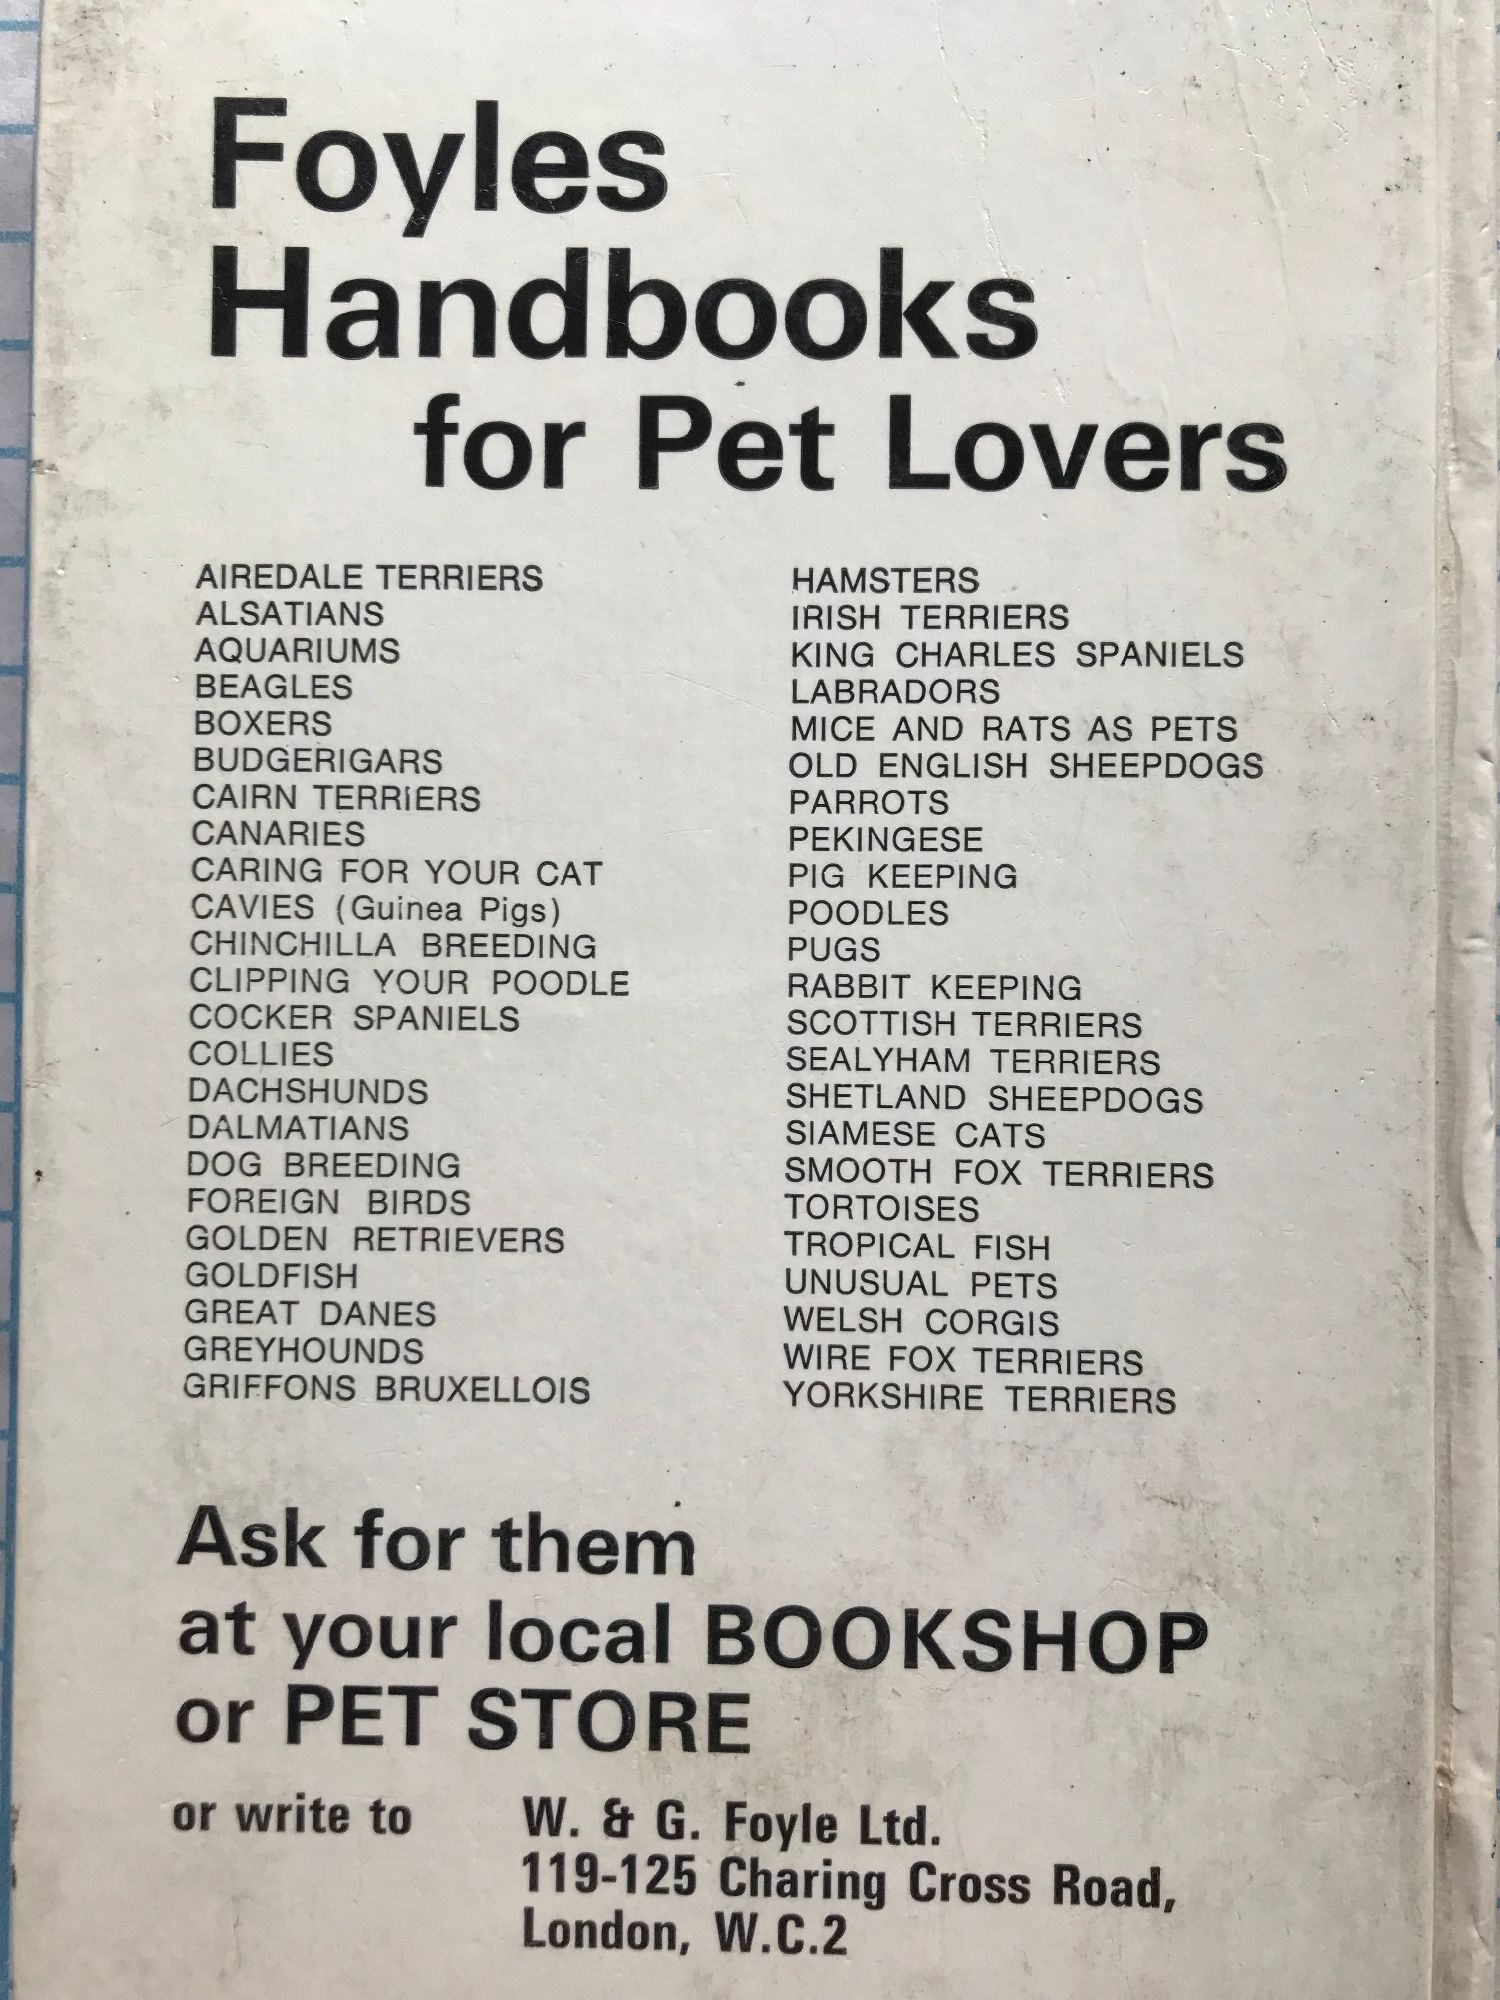 Foyles
Handbooks
for Pet Lovers
AIREDALE TERRIERS
ALSATIANS
AQUARIUMS
BEAGLES
BOXERS
BUDGERIGARS
CAIRN TERRIERS
CANARIES
CARING FOR YOUR CAT
CAVIES (Guinea Pigs)
CHINCHILLA BREEDING
CLIPPING YOUR POODLE
COCKER SPANIELS
COLLIES
DACHSHUNDS
DALMATIANS
DOG BREEDING
FOREIGN BIRDS
GOLDEN RETRIEVERS
GOLDFISH
GREAT DANES
GREYHOUNDS
GRIFFONS BRUXELLOIS
HAMSTERS
IRISH TERRIERS
KING CHARLES SPANIELS
LABRADORS
MICE AND RATS AS PETS
OLD ENGLISH SHEEPDOGS
PARROTS
PEKINGESE
PIG KEEPING
POODLES
PUGS
RABBIT KEEPING
SCOTTISH TERRIERS
SEALYHAM TERRIERS
SHETLAND SHEEPDOGS
SIAMESE CATS
SMOOTH FOX TERRIERS
TORTOISES
TROPICAL FISH
UNUSUAL PETS
WELSH CORGIS
WIRE FOX TERRIERS
YORKSHIRE TERRIERS
Ask for them
at your local BOOKSHOP
or PET STORE
or write to W. & G. Foyle Ltd.
119-125 Charing Cross Road,
London, W.C.2